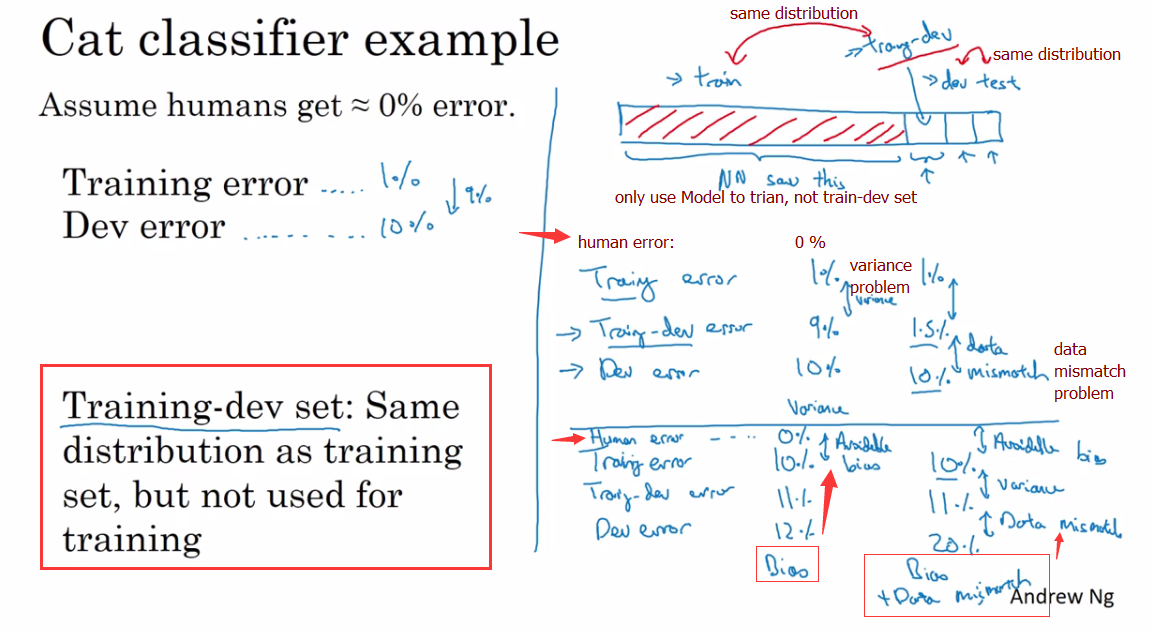 Cat classifier example
Assume humans get ≈ 0% error.
Training error ..... 1%
9%
Dev error ......... 10%
Training-dev set: Same
distribution as training
set, but not used for
training
same distribution
train-dev
same distribution
train
dev test
NN saw this
only use Model to trian, not train-dev set
human error: 0 %
Training error 1% variance problem 1%
variance
Train-dev error 9% 1.5%
data mismatch
Dev error 10% 10%
data
mismatch
problem
Variance
Human error ---- 0% Avoidable bias Avoidable bias
Training error 10% 10%
Variance
Train-dev error 11% 11%
Data mismatch
Dev error 12% 20%
Bias
Bias
+Data mismatch
Andrew Ng